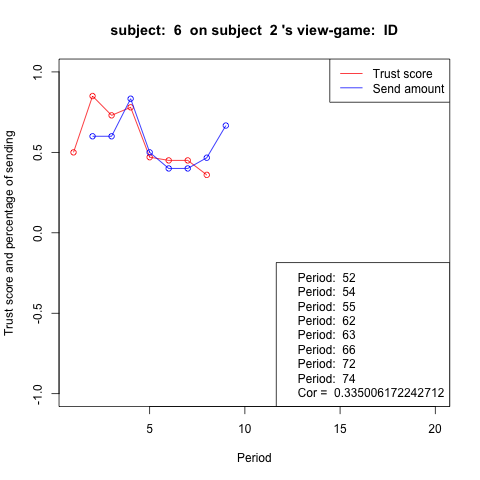 subject:  6  on subject  2 's view-game:  ID
Trust score
Send amount
Trust score and percentage of sending
1.0
0.5
0.0
-0.5
-1.0
Period:  52
Period:  54
Period:  55
Period:  62
Period:  63
Period:  66
Period:  72
Period:  74
Cor =  0.335006172242712
5
10
15
20
Period